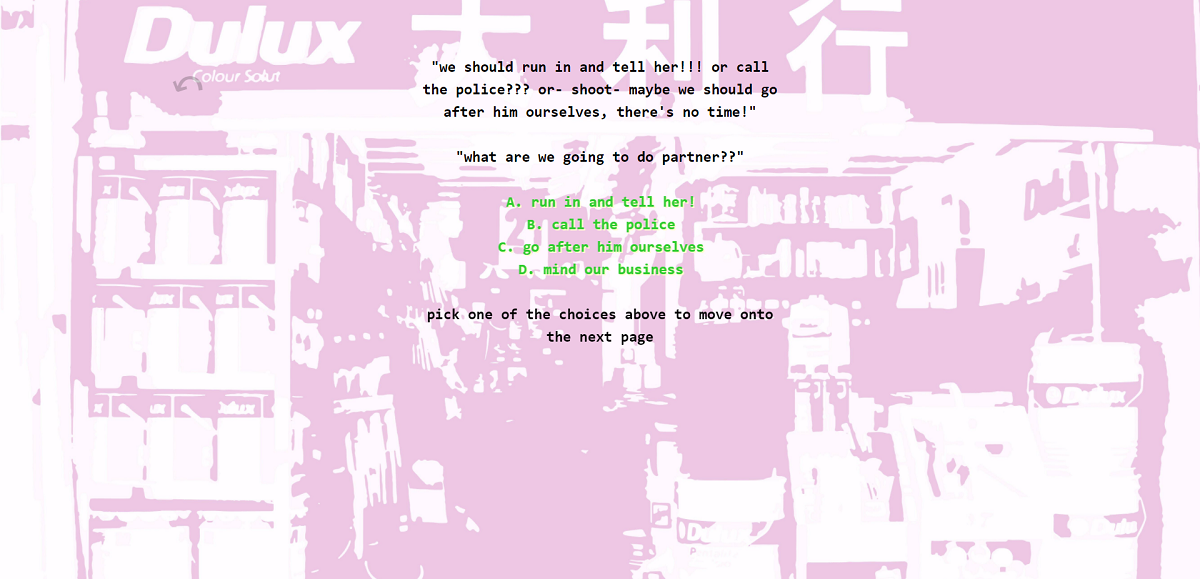 Dulux
大利行
Colour Solut
"we should run in and tell her!!! or call
the police??? or- shoot- maybe we should go
after him ourselves, there's no time!"
"what are we going to do partner??"
A. run in and tell her!
B. call the police
C. go after him ourselves
D. mind our business
pick one of the choices above to move onto
the next page
Dulux